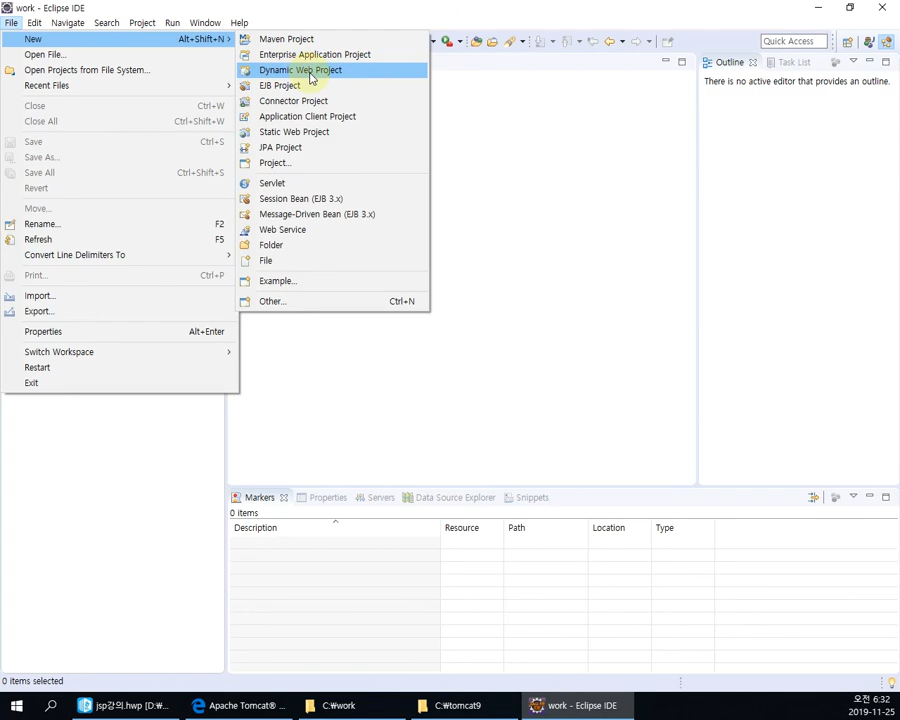 work - Eclipse IDE
File Edit Navigate Search Project Run Window Help
New Alt+Shift+N
Open File...
Open Projects from File System...
Recent Files
Close Ctrl+W
Close All Ctrl+Shift+W
Save Ctrl+S
Save As...
Save All Ctrl+Shift+S
Revert
Move...
Rename... F2
Refresh F5
Convert Line Delimiters To
Print... Ctrl+P
Import...
Export...
Properties Alt+Enter
Switch Workspace
Restart
Exit
Maven Project
Enterprise Application Project
Dynamic Web Project
EJB Project
Connector Project
Application Client Project
Static Web Project
JPA Project
Project...
Servlet
Session Bean (EJB 3.x)
Message-Driven Bean (EJB 3.x)
Web Service
Folder
File
Example...
Other... Ctrl+N
Quick Access
Outline Task List
There is no active editor that provides an outline.
Markers Properties Servers Data Source Explorer Snippets
0 items
Description Resource Path Location Type
0 items selected
jsp강의.hwp [D:₩... Apache Tomcat® ... C:₩work C:₩tomcat9 work - Eclipse IDE
오전 6:32
2019-11-25